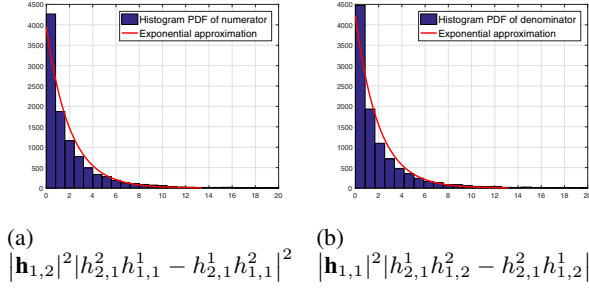 4500
4000
3500
3000
2500
2000
1500
1000
500
0
0 2 4 6 8 10 12 14 16 18 20
Histogram PDF of numerator
Exponential approximation
4500
4000
3500
3000
2500
2000
1500
1000
500
0
0 2 4 6 8 10 12 14 16 18 20
Histogram PDF of denominator
Exponential approximation
(a)
|𝐡_{1,2}|^2|h^2_{2,1}h^1_{1,1} − h^1_{2,1}h^2_{1,1}|^2
(b)
|𝐡_{1,1}|^2|h^1_{2,1}h^2_{1,2} − h^2_{2,1}h^1_{1,2}|